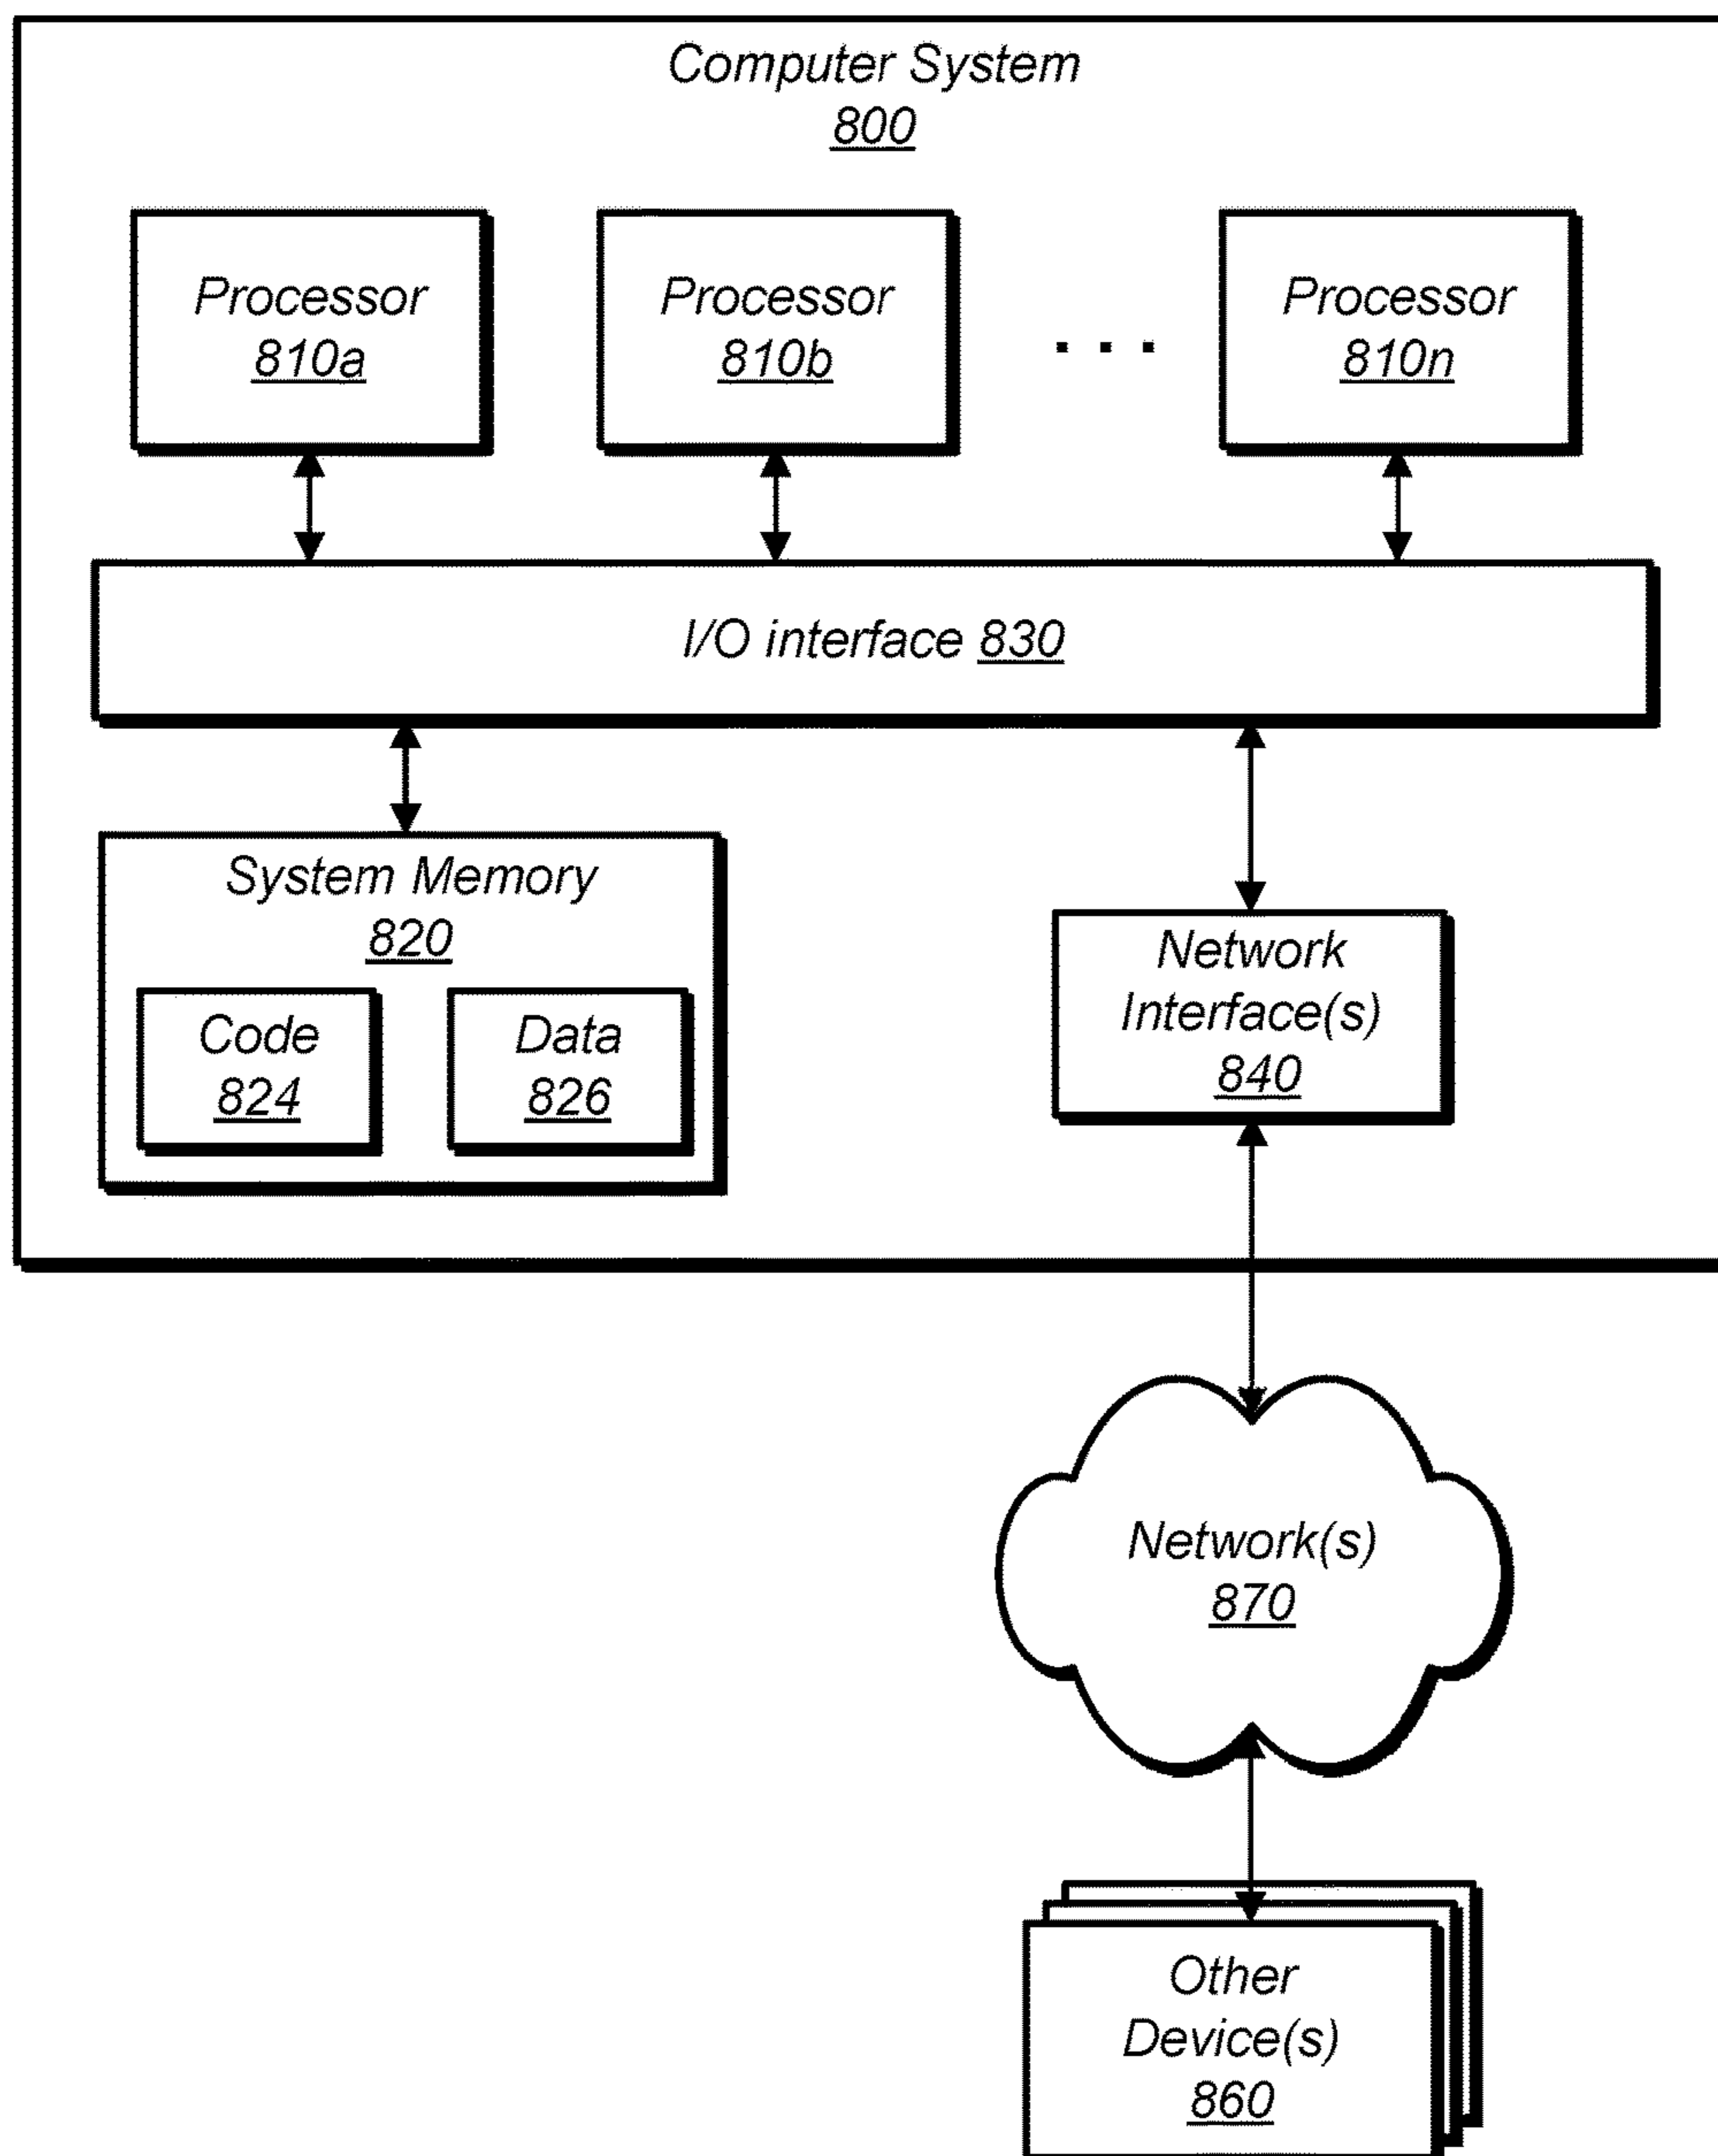 Computer System
800
Processor
810a
Processor
810b
. . .
Processor
810n
I/O interface 830
System Memory
820
Code
824
Data
826
Network
Interface(s)
840
Network(s)
870
Other
Device(s)
860